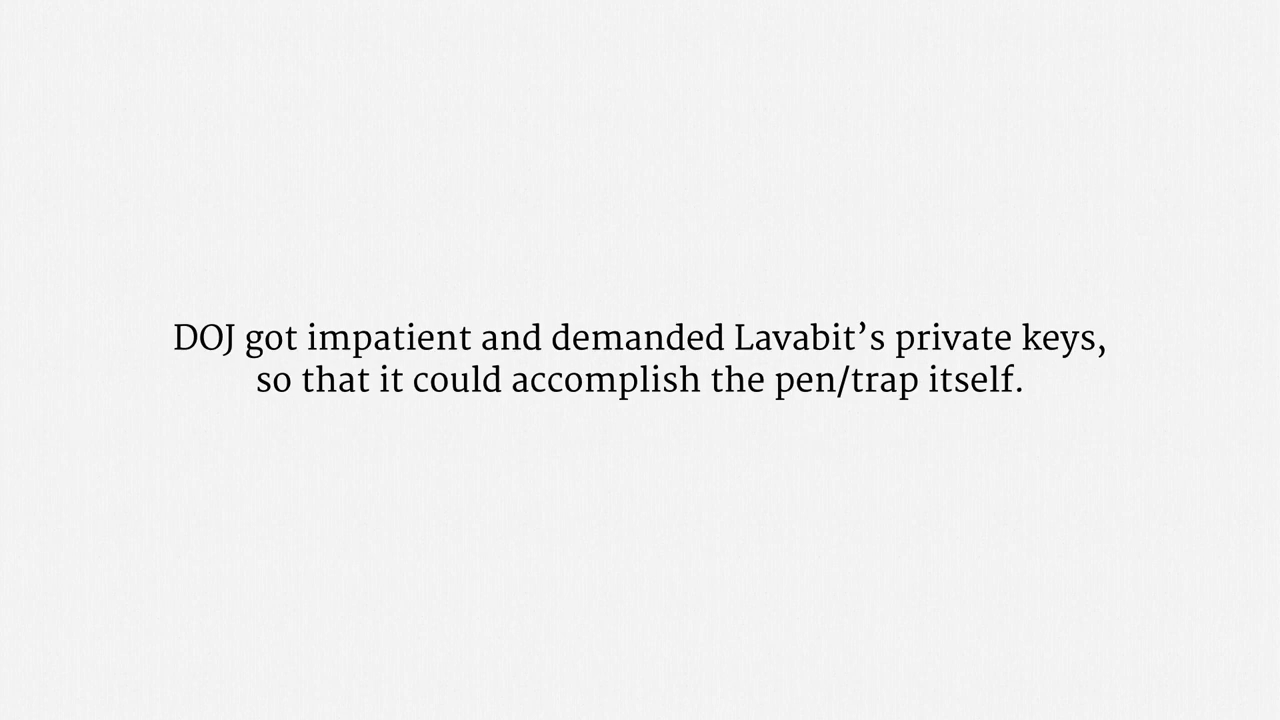 DOJ got impatient and demanded Lavabit’s private keys,
so that it could accomplish the pen/trap itself.